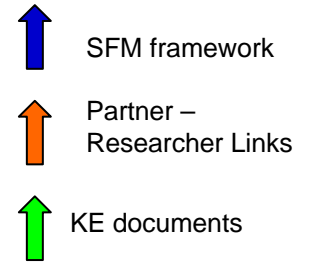 SFM framework
Partner –
Researcher Links
KE documents